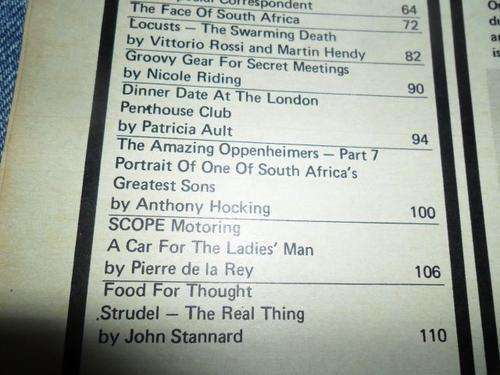 Special Correspondent 64
The Face Of South Africa 72
Locusts — The Swarming Death
by Vittorio Rossi and Martin Hendy 82
Groovy Gear For Secret Meetings
by Nicole Riding 90
Dinner Date At The London
Penthouse Club
by Patricia Ault 94
The Amazing Oppenheimers — Part 7
Portrait Of One Of South Africa's
Greatest Sons
by Anthony Hocking 100
SCOPE Motoring
A Car For The Ladies' Man
by Pierre de la Rey 106
Food For Thought
Strudel — The Real Thing
by John Stannard 110